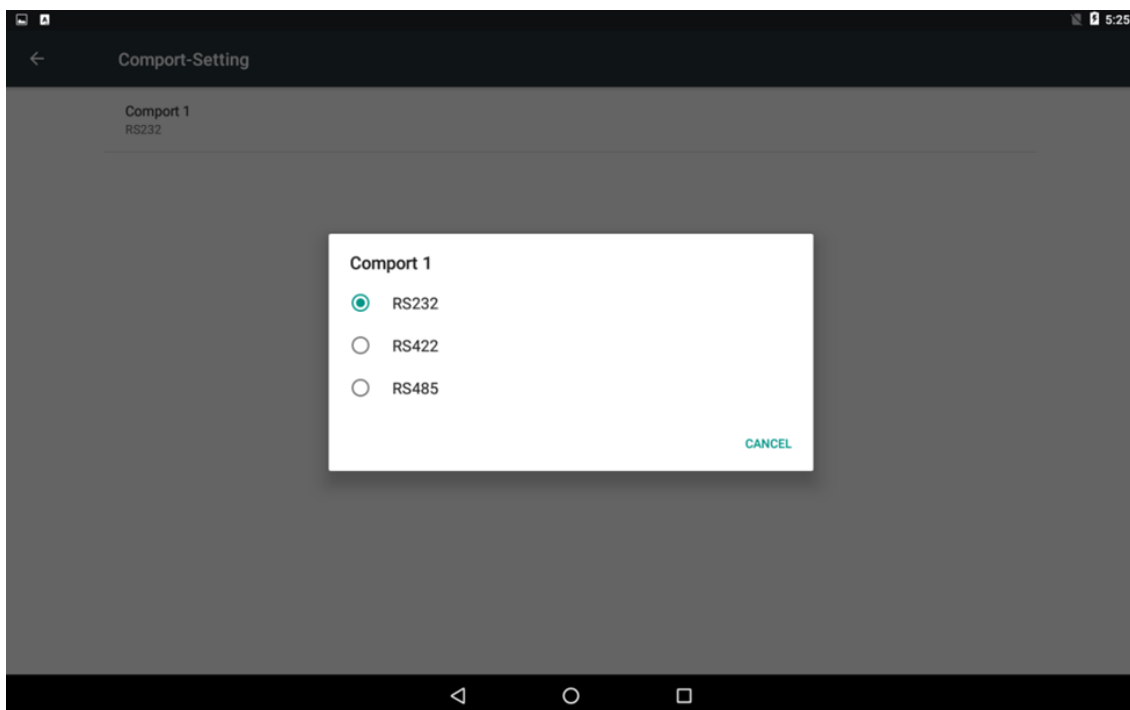 5:25
Comport-Setting
Comport 1
RS232
Comport 1
RS232
RS422
RS485
CANCEL